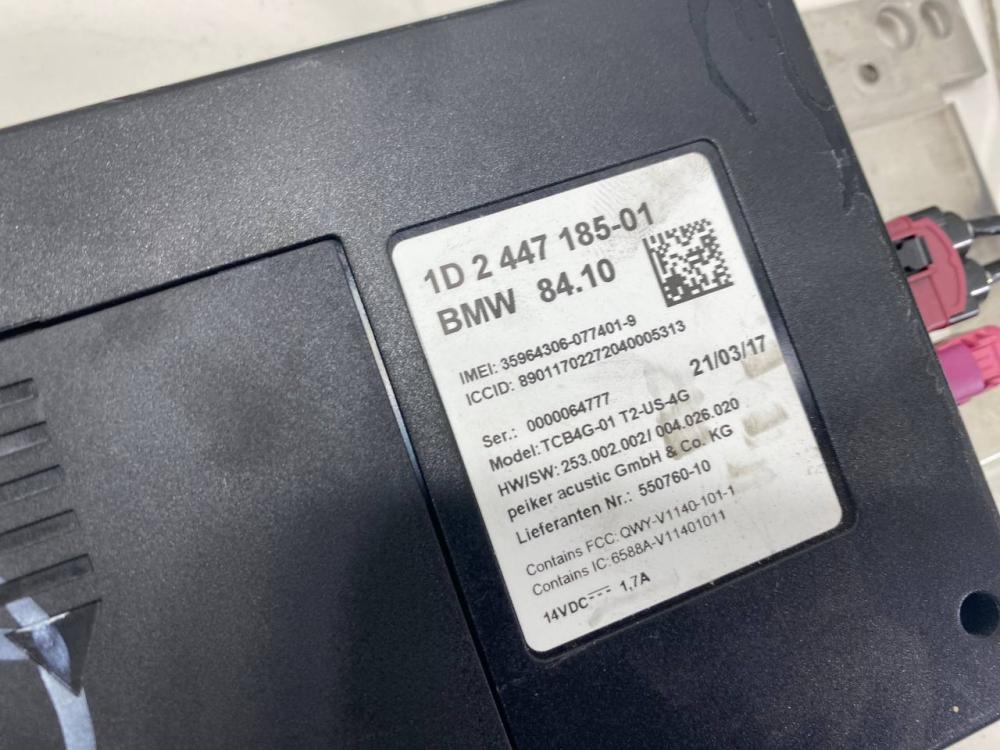 1D 2 447 185-01
BMW 84.10
IMEI: 35964306-077401-9
ICCID: 89011702272040005313
21/03/17
Ser.: 0000064777
Model: TCB4G-01 T2-US-4G
HW/SW: 253.002.002/ 004.026.020
peiker acustic GmbH & Co. KG
Lieferanten Nr.: 550760-10
Contains FCC: QWY-V1140-101-1
Contains IC: 6588A-V11401011
14VDC⎓ 1,7A